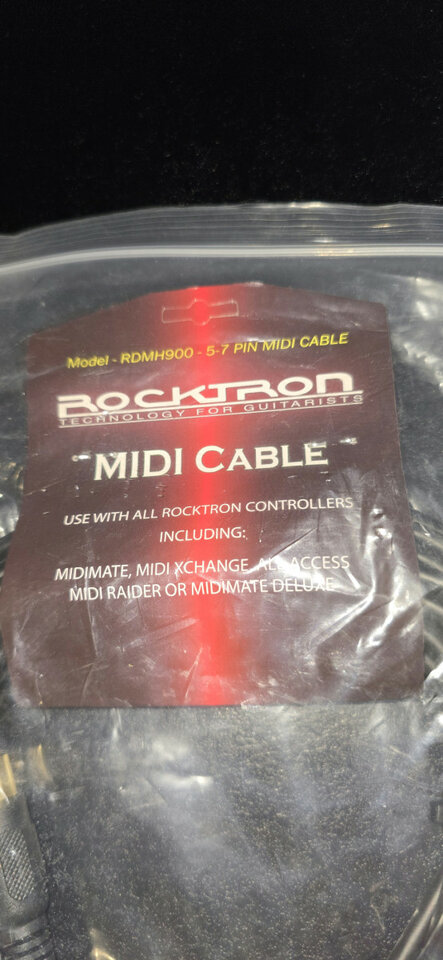 Model - RDMH900 - 5-7 PIN MIDI CABLE
ROCKTRON
TECHNOLOGY FOR GUITARISTS
MIDI CABLE
USE WITH ALL ROCKTRON CONTROLLERS
INCLUDING:
MIDIMATE, MIDI XCHANGE, ALL ACCESS
MIDI RAIDER OR MIDIMATE DELUXE